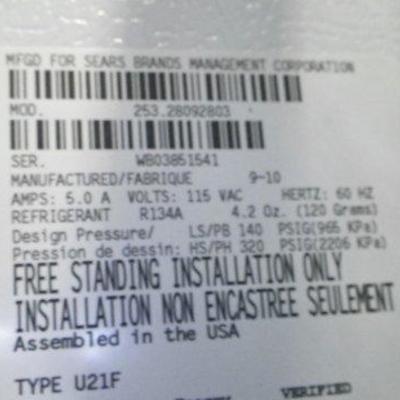 MFGD FOR SEARS BRANDS MANAGEMENT CORPORATION
MOD. 253.28092803
SER. WB03851541
MANUFACTURED/FABRIQUE 9-10
AMPS: 5.0 A VOLTS: 115 VAC HERTZ: 60 HZ
REFRIGERANT R134A 4.2 Oz. (120 Grams)
Design Pressure/ LS/PB 140 PSIG(965 KPa)
Pression de dessin: HS/PH 320 PSIG(2206 KPa)
FREE STANDING INSTALLATION ONLY
INSTALLATION NON ENCASTREE SEULEMENT
Assembled in the USA
TYPE U21F
VERIFIED